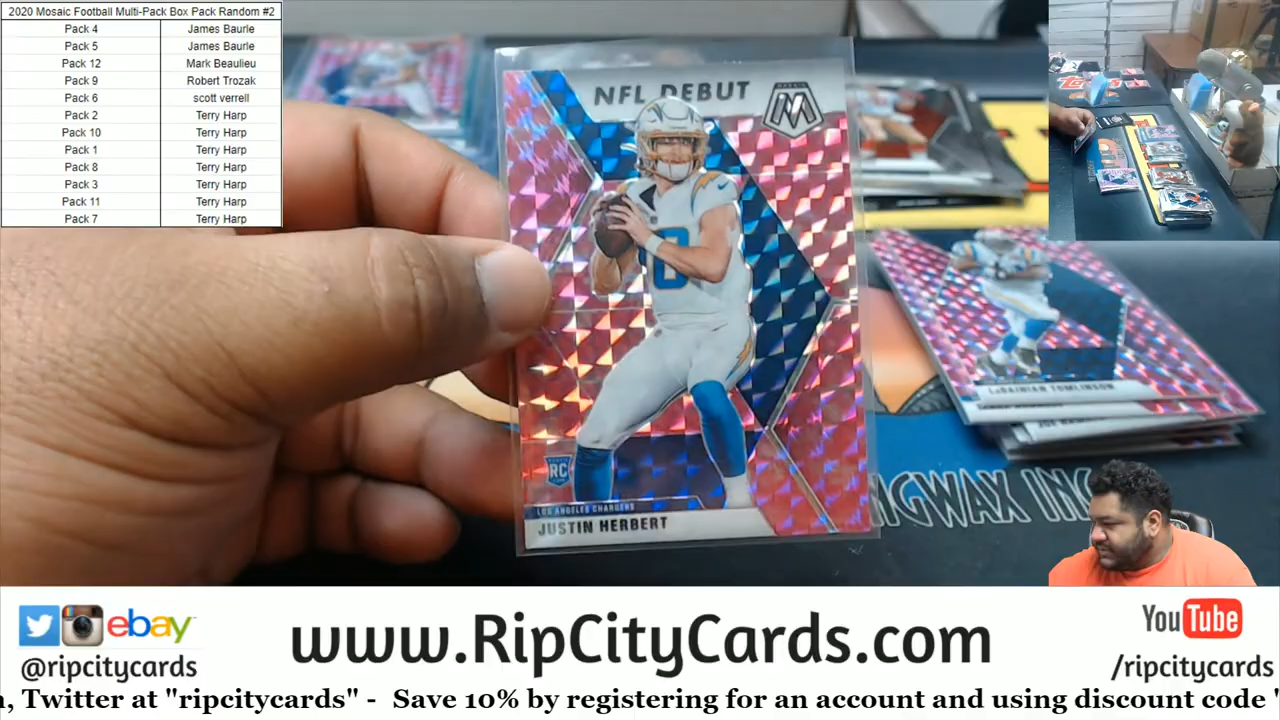 2020 Mosaic Football Multi-Pack Box Pack Random #2
Pack 4 James Baurle
Pack 5 James Baurle
Pack 12 Mark Beaulieu
Pack 9 Robert Trozak
Pack 6 scott verrell
Pack 2 Terry Harp
Pack 10 Terry Harp
Pack 1 Terry Harp
Pack 8 Terry Harp
Pack 3 Terry Harp
Pack 11 Terry Harp
Pack 7 Terry Harp
NFL DEBUT
MOSAIC
M
RC
LOS ANGELES CHARGERS
JUSTIN HERBERT
LADAINIAN TOMLINSON
NGWAX INC
ebay
@ripcitycards
www.RipCityCards.com
YouTube
/ripcitycards
, Twitter at "ripcitycards" - Save 10% by registering for an account and using discount code "